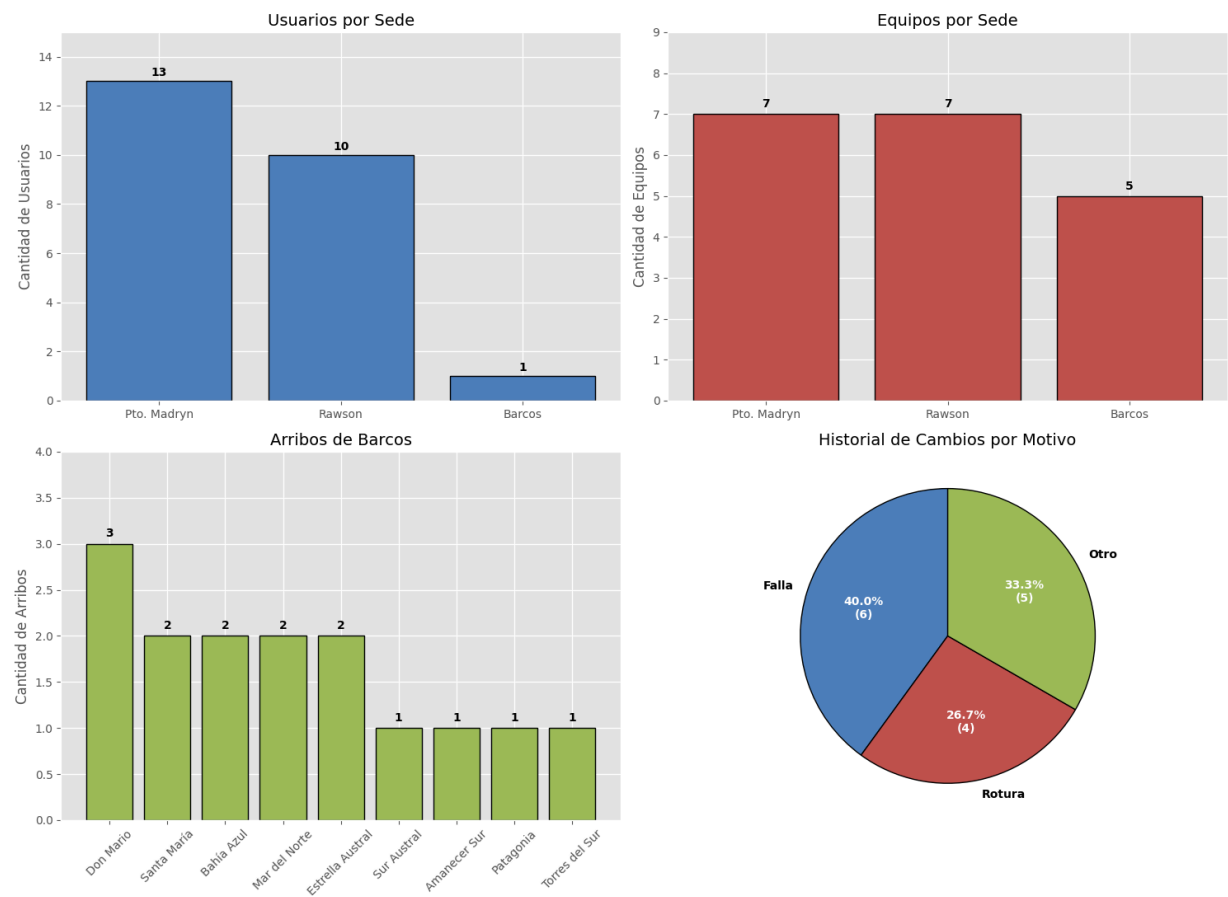 Usuarios por Sede
Cantidad de Usuarios
14
12
10
8
6
4
2
0
13
10
1
Pto. Madryn
Rawson
Barcos
Equipos por Sede
Cantidad de Equipos
9
8
7
6
5
4
3
2
1
0
7
7
5
Pto. Madryn
Rawson
Barcos
Arribos de Barcos
Cantidad de Arribos
4.0
3.5
3.0
2.5
2.0
1.5
1.0
0.5
0.0
3
2
2
2
2
1
1
1
1
Don Mario
Santa María
Bahía Azul
Mar del Norte
Estrella Austral
Sur Austral
Amanecer Sur
Patagonia
Torres del Sur
Historial de Cambios por Motivo
Otro
33.3%
(5)
Falla
40.0%
(6)
26.7%
(4)
Rotura